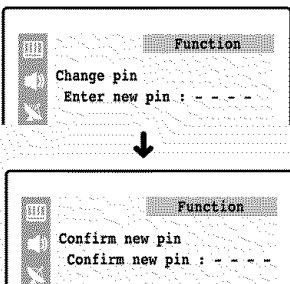 Function
Change pin
Enter new pin : - - - -
Function
Confirm new pin
Confirm new pin : - - - -